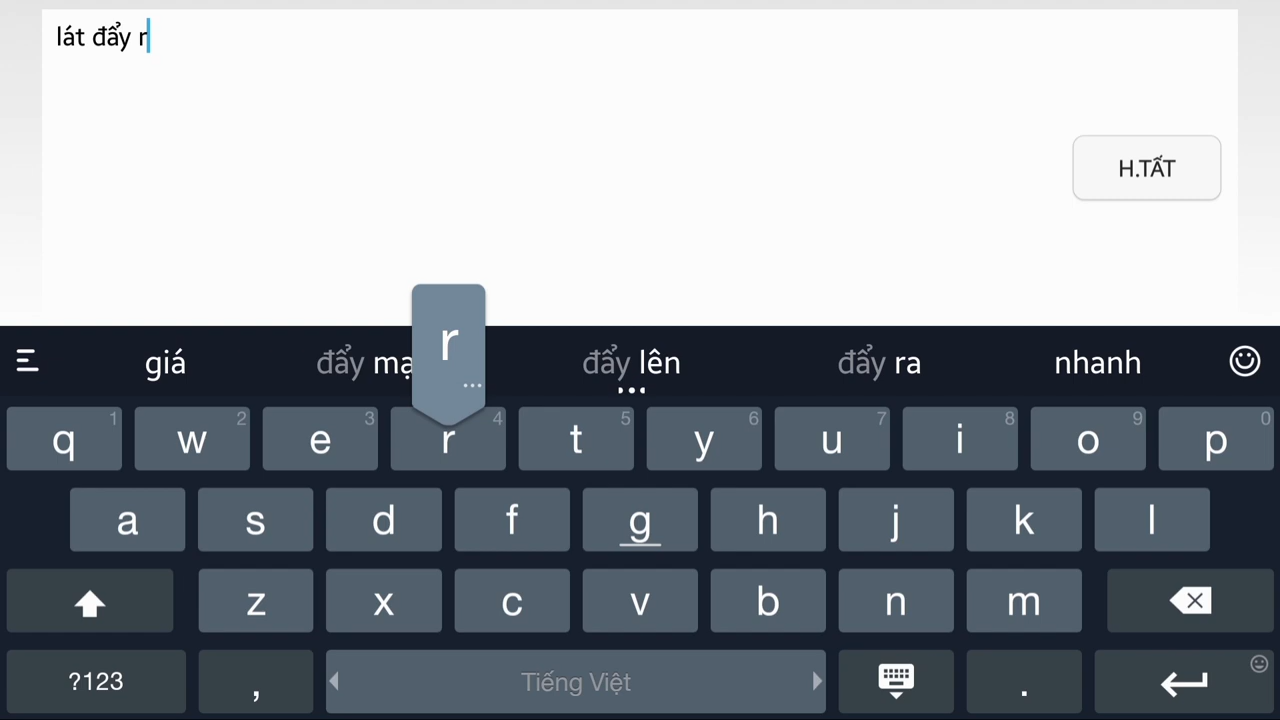 lát đẩy r
H.TẤT
r
...
giá đẩy mạ đẩy lên đẩy ra nhanh
...
1 2 3 4 5 6 7 8 9 0
q w e r t y u i o p
a s d f g h j k l
z x c v b n m
?123 , Tiếng Việt .